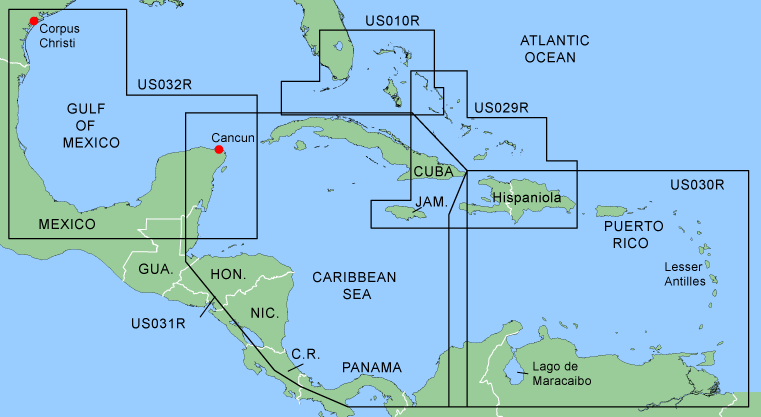 US010R
Corpus
Christi
ATLANTIC
OCEAN
US032R
GULF
OF
MEXICO
US029R
Cancun
CUBA
US030R
JAM.
Hispaniola
MEXICO
PUERTO
RICO
GUA.
HON.
CARIBBEAN
SEA
Lesser
Antilles
NIC.
US031R
C.R.
PANAMA
Lago de
Maracaibo